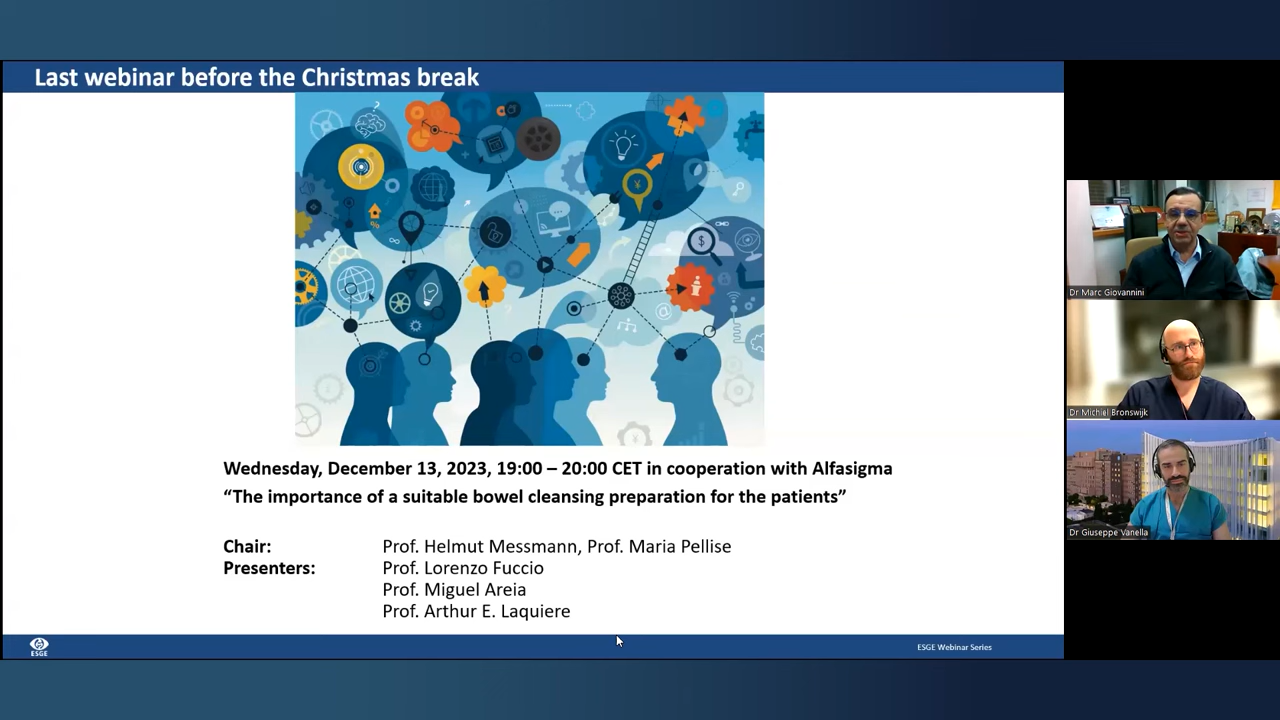 Last webinar before the Christmas break
Wednesday, December 13, 2023, 19:00 – 20:00 CET in cooperation with Alfasigma
“The importance of a suitable bowel cleansing preparation for the patients”
Chair: Prof. Helmut Messmann, Prof. Maria Pellise
Presenters: Prof. Lorenzo Fuccio
Prof. Miguel Areia
Prof. Arthur E. Laquiere
ESGE
ESGE Webinar Series
Dr Marc Giovannini
Dr Michiel Bronswijk
Dr Giuseppe Vanella